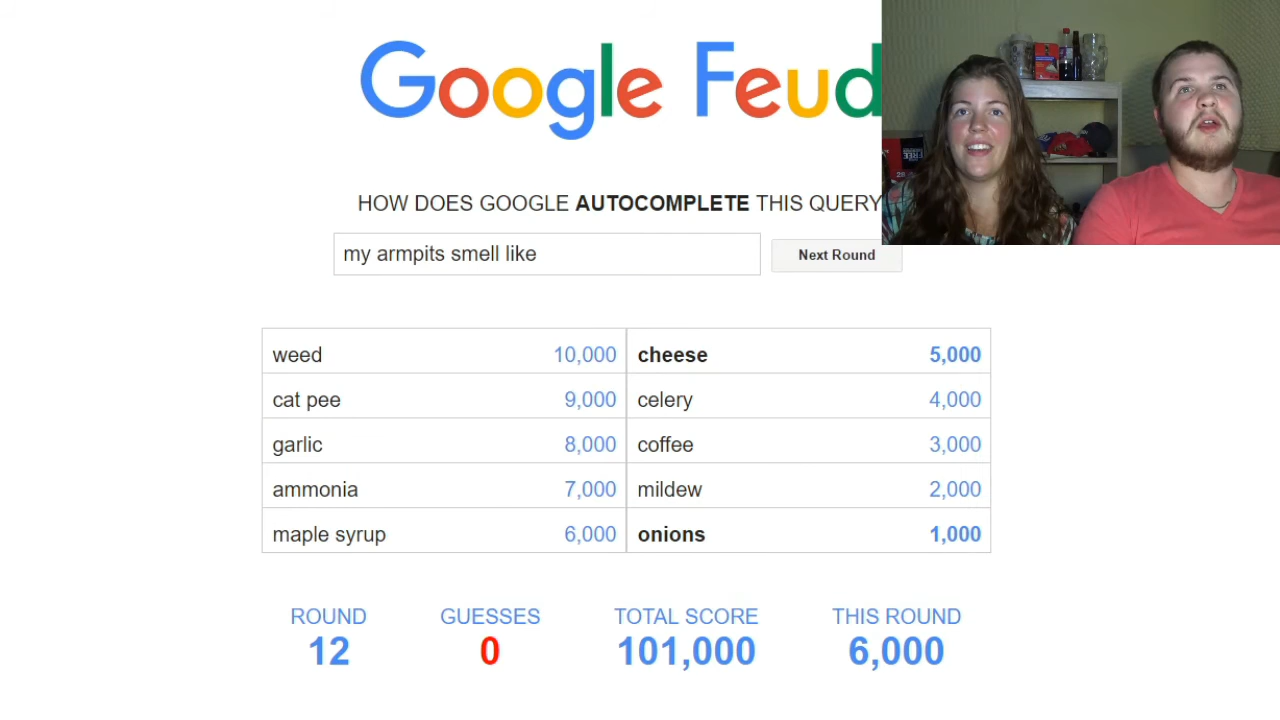 Google Feud
HOW DOES GOOGLE AUTOCOMPLETE THIS QUERY
my armpits smell like
Next Round
weed 10,000 cheese 5,000
cat pee 9,000 celery 4,000
garlic 8,000 coffee 3,000
ammonia 7,000 mildew 2,000
maple syrup 6,000 onions 1,000
ROUND GUESSES TOTAL SCORE THIS ROUND
12 0 101,000 6,000
FREE